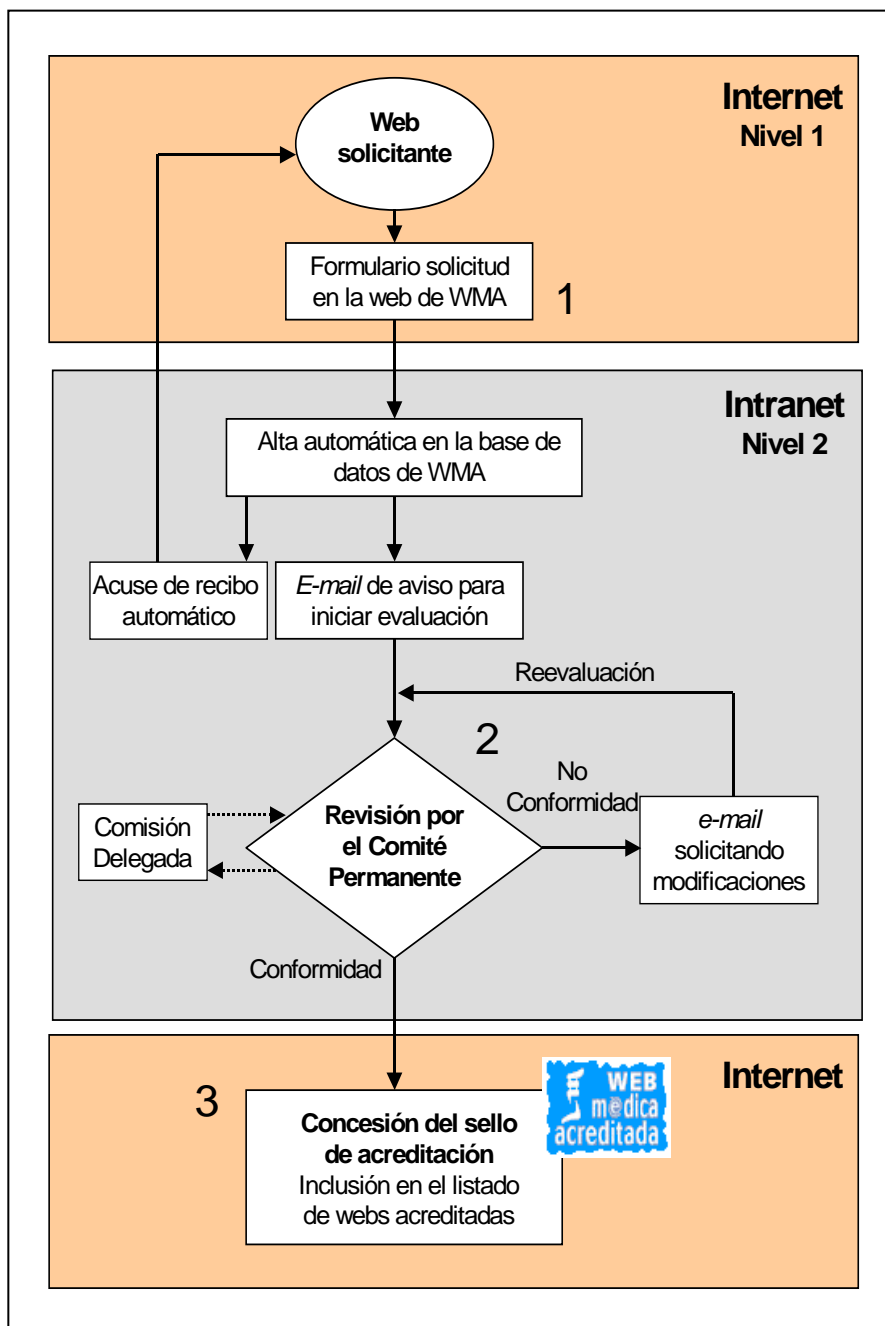 Internet
Nivel 1
Web
solicitante
Formulario solicitud
en la web de WMA
1
Intranet
Nivel 2
Alta automática en la base de
datos de WMA
Acuse de recibo
automático
E-mail de aviso para
iniciar evaluación
Reevaluación
2
No
Conformidad
Comisión
Delegada
Revisión por
el Comité
Permanente
e-mail
solicitando
modificaciones
Conformidad
Internet
3
WEB
m@dica
acreditada
Concesión del sello
de acreditación
Inclusión en el listado
de webs acreditadas